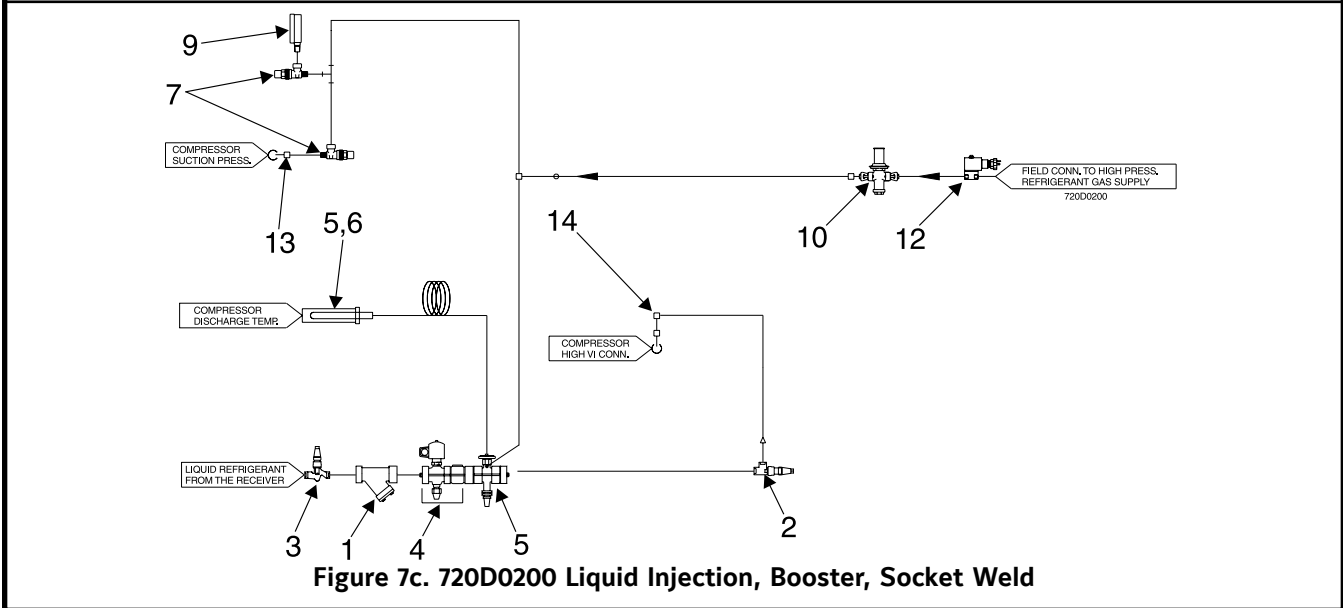 9
7
COMPRESSOR
SUCTION PRESS.
13
FIELD CONN. TO HIGH PRESS.
REFRIGERANT GAS SUPPLY
720D0200
10
12
5,6
14
COMPRESSOR
DISCHARGE TEMP.
COMPRESSOR
HIGH VI CONN.
LIQUID REFRIGERANT
FROM THE RECEIVER
3
1
4
5
2
Figure 7c. 720D0200 Liquid Injection, Booster, Socket Weld